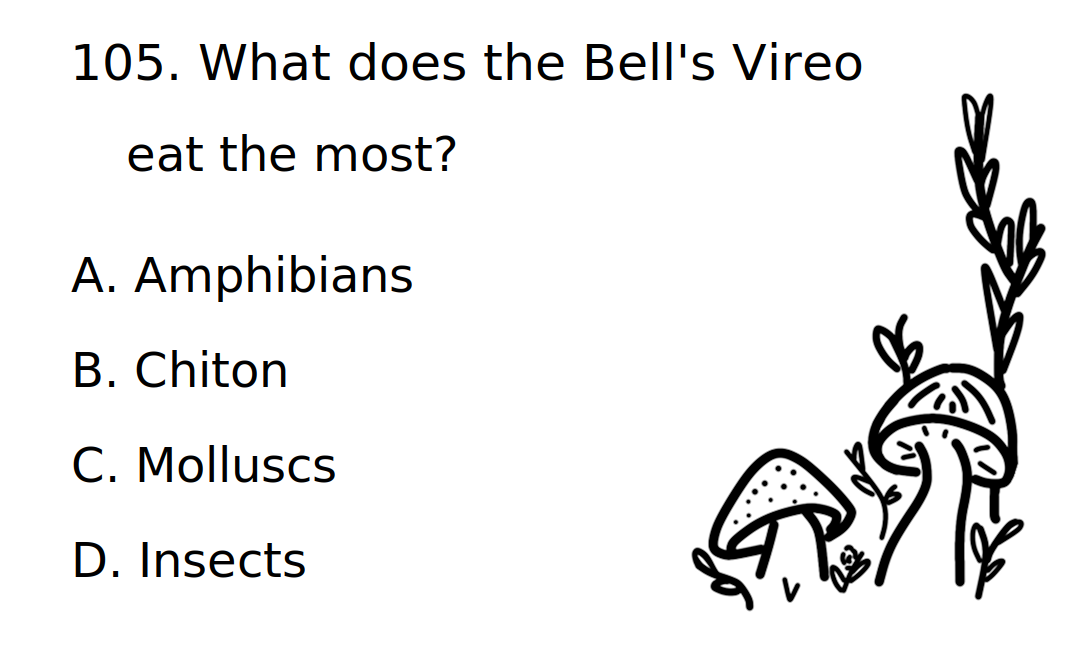 105. What does the Bell's Vireo
eat the most?
A. Amphibians
B. Chiton
C. Molluscs
D. Insects